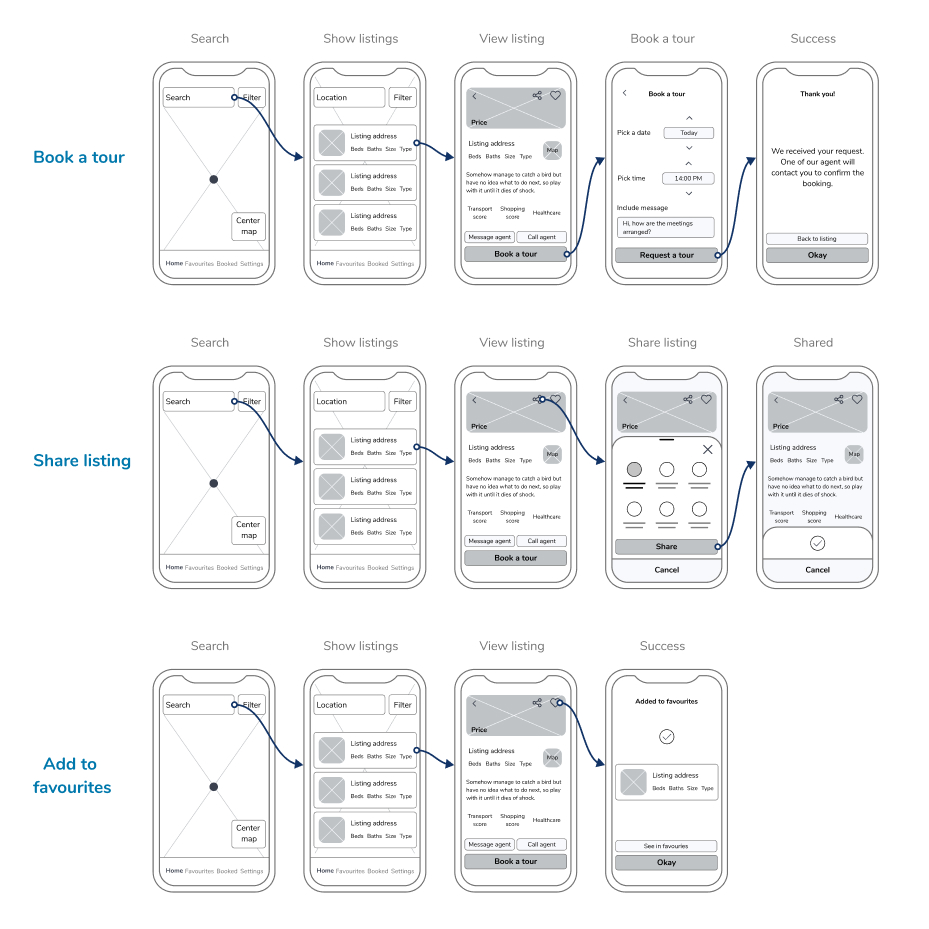 Search
Show listings
View listing
Book a tour
Success
Book a tour
Search
Filter
Center
map
Home Favourites Booked Settings
Location
Filter
Listing address
Beds Baths Size Type
Listing address
Beds Baths Size Type
Listing address
Beds Baths Size Type
Home Favourites Booked Settings
Price
Listing address
Beds Baths Size Type
Map
Somehow manage to catch a bird but
have no idea what to do next, so play
with it until it dies of shock.
Transport
score
Shopping
score
Healthcare
Message agent
Call agent
Book a tour
Book a tour
Pick a date
Today
Pick time
14:00 PM
Include message
Hi, how are the meetings
arranged?
Request a tour
Thank you!
We received your request.
One of our agent will
contact you to confirm the
booking.
Back to listing
Okay
Search
Show listings
View listing
Share listing
Shared
Share listing
Search
Filter
Center
map
Home Favourites Booked Settings
Location
Filter
Listing address
Beds Baths Size Type
Listing address
Beds Baths Size Type
Listing address
Beds Baths Size Type
Home Favourites Booked Settings
Price
Listing address
Beds Baths Size Type
Map
Somehow manage to catch a bird but
have no idea what to do next, so play
with it until it dies of shock.
Transport
score
Shopping
score
Healthcare
Message agent
Call agent
Book a tour
Price
Share
Cancel
Price
Listing address
Beds Baths Size Type
Map
Somehow manage to catch a bird but
have no idea what to do next, so play
with it until it dies of shock.
Transport
score
Shopping
score
Healthcare
Cancel
Search
Show listings
View listing
Success
Add to
favourites
Search
Filter
Center
map
Home Favourites Booked Settings
Location
Filter
Listing address
Beds Baths Size Type
Listing address
Beds Baths Size Type
Listing address
Beds Baths Size Type
Home Favourites Booked Settings
Price
Listing address
Beds Baths Size Type
Map
Somehow manage to catch a bird but
have no idea what to do next, so play
with it until it dies of shock.
Transport
score
Shopping
score
Healthcare
Message agent
Call agent
Book a tour
Added to favourites
Listing address
Beds Baths Size Type
See in favouries
Okay